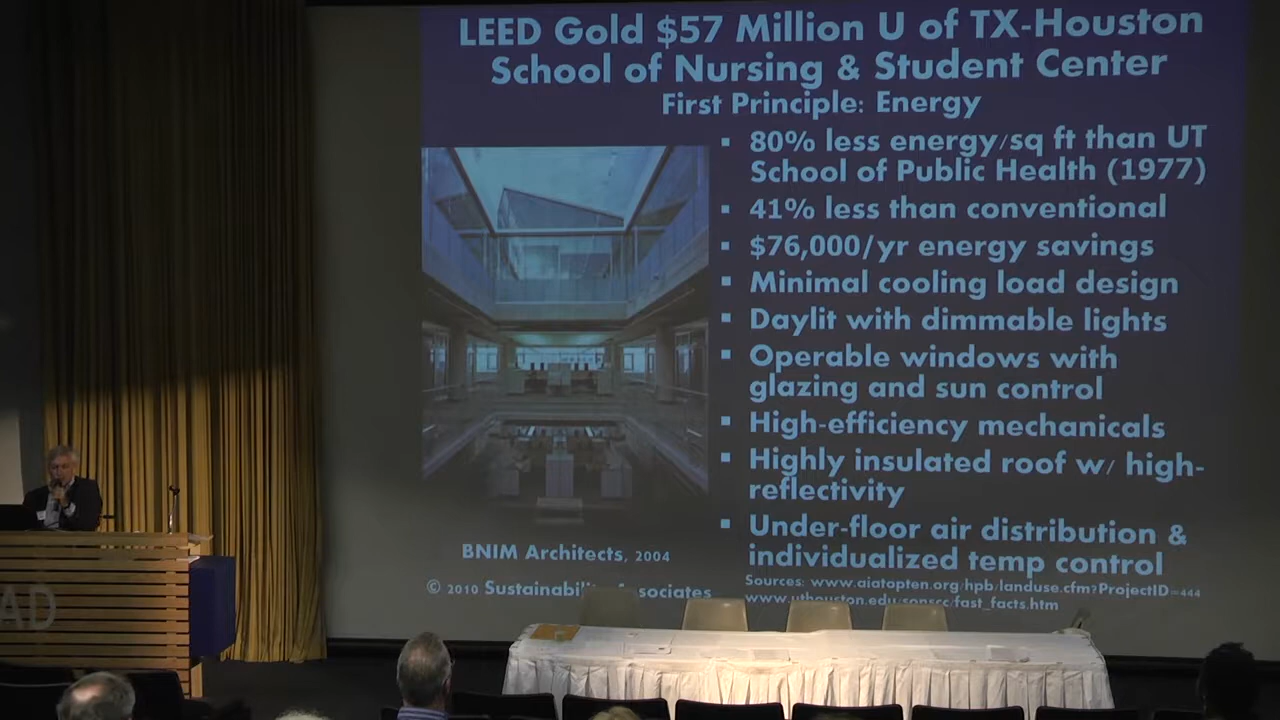 LEED Gold $57 Million U of TX-Houston
School of Nursing & Student Center
First Principle: Energy
▪ 80% less energy/sq ft than UT
School of Public Health (1977)
▪ 41% less than conventional
▪ $76,000/yr energy savings
▪ Minimal cooling load design
▪ Daylit with dimmable lights
▪ Operable windows with
glazing and sun control
▪ High-efficiency mechanicals
▪ Highly insulated roof w/ high-
reflectivity
▪ Under-floor air distribution &
individualized temp control
BNIM Architects, 2004
© 2010 Sustainability Associates
Sources: www.aiatopten.org/hpb/landuse.cfm?ProjectID=444
www.uthouston.edu/sonscc/fast_facts.htm
AD